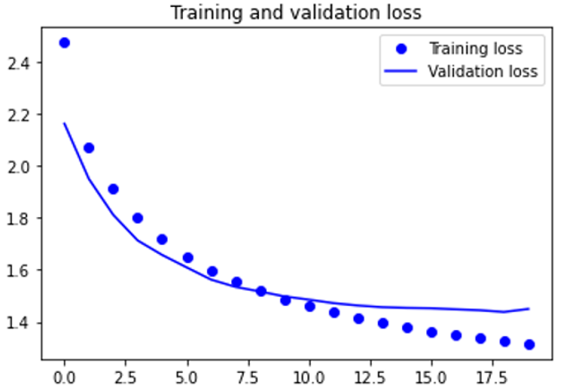 Training and validation loss
Training loss
Validation loss
2.4
2.2
2.0
1.8
1.6
1.4
0.0 2.5 5.0 7.5 10.0 12.5 15.0 17.5